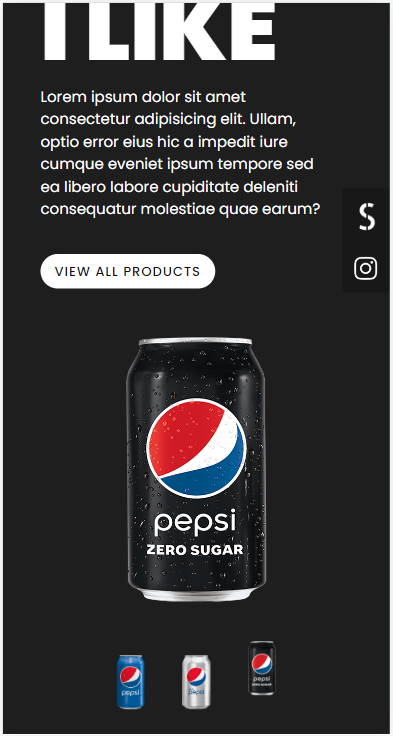 I LIKE
Lorem ipsum dolor sit amet
consectetur adipisicing elit. Ullam,
optio error eius hic a impedit iure
cumque eveniet ipsum tempore sed
ea libero labore cupiditate deleniti
consequatur molestiae quae earum?
VIEW ALL PRODUCTS
pepsi
ZERO SUGAR
pepsi
pepsi
pepsi
ZERO SUGAR